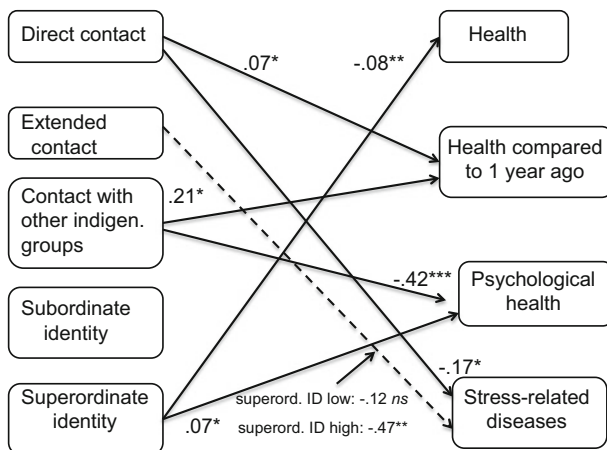 Direct contact
Health
.07*
-.08**
Extended
contact
Health compared
to 1 year ago
Contact with
other indigen.
groups
.21*
-.42***
Psychological
health
Subordinate
identity
-.17*
Superordinate
identity
.07*
superord. ID low: -.12 ns
superord. ID high: -.47**
Stress-related
diseases